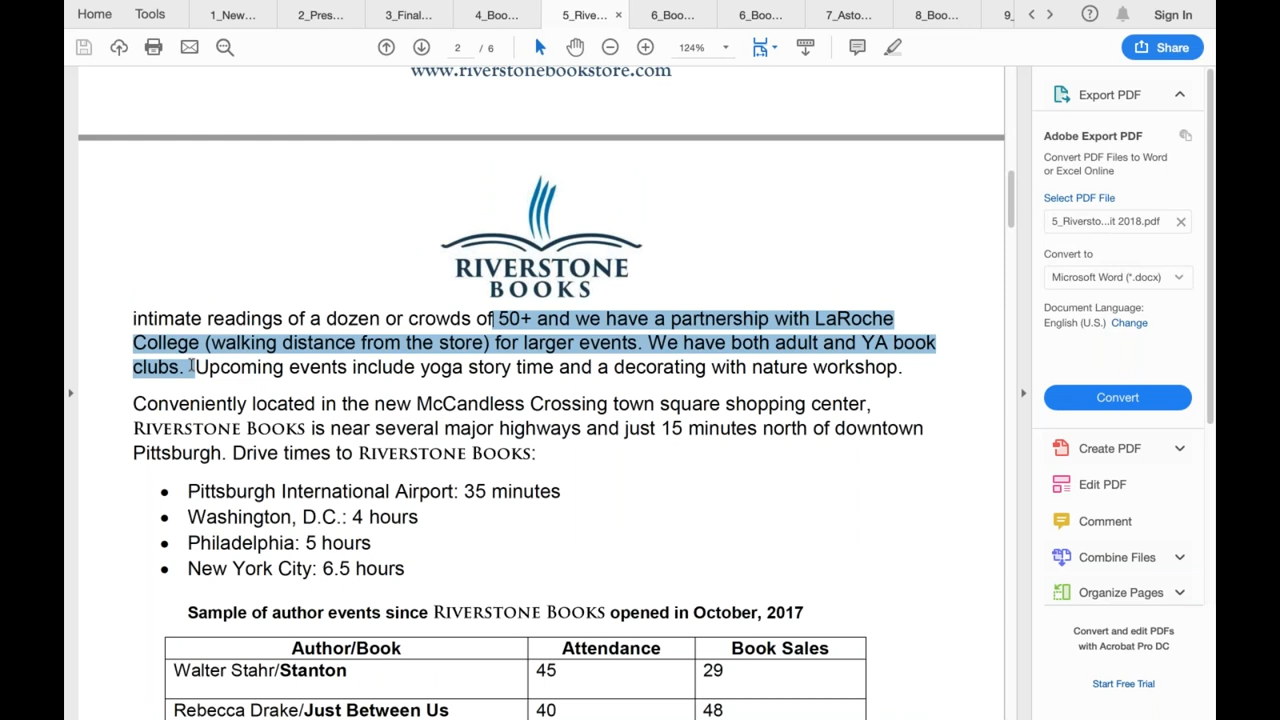 Home Tools 1_New... 2_Pres... 3_Final... 4_Boo... 5_Rive... × 6_Boo... 6_Boo... 7_Asto... 8_Boo... 9_ Sign In
2 / 6 124% Share
www.riverstonebookstore.com
RIVERSTONE
BOOKS
intimate readings of a dozen or crowds of 50+ and we have a partnership with LaRoche
College (walking distance from the store) for larger events. We have both adult and YA book
clubs. Upcoming events include yoga story time and a decorating with nature workshop.
Conveniently located in the new McCandless Crossing town square shopping center,
RIVERSTONE BOOKS is near several major highways and just 15 minutes north of downtown
Pittsburgh. Drive times to RIVERSTONE BOOKS:
• Pittsburgh International Airport: 35 minutes
• Washington, D.C.: 4 hours
• Philadelphia: 5 hours
• New York City: 6.5 hours
Sample of author events since RIVERSTONE BOOKS opened in October, 2017
Author/Book Attendance Book Sales
Walter Stahr/Stanton 45 29
Rebecca Drake/Just Between Us 40 48
Export PDF
Adobe Export PDF
Convert PDF Files to Word
or Excel Online
Select PDF File
5_Riversto...it 2018.pdf
Convert to
Microsoft Word (*.docx)
Document Language:
English (U.S.) Change
Convert
Create PDF
Edit PDF
Comment
Combine Files
Organize Pages
Convert and edit PDFs
with Acrobat Pro DC
Start Free Trial